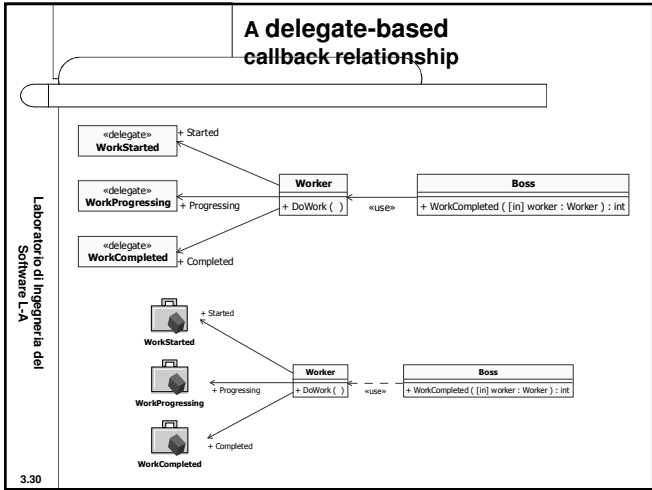 A delegate-based
callback relationship
«delegate»
WorkStarted
+ Started
«delegate»
WorkProgressing
+ Progressing
«delegate»
WorkCompleted
+ Completed
Worker
+ DoWork ( )
«use»
Boss
+ WorkCompleted ( [in] worker : Worker ) : int
Laboratorio di Ingegneria del
Software L-A
WorkStarted
+ Started
WorkProgressing
+ Progressing
WorkCompleted
+ Completed
Worker
+ DoWork ( )
«use»
Boss
+ WorkCompleted ( [in] worker : Worker ) : int
3.30